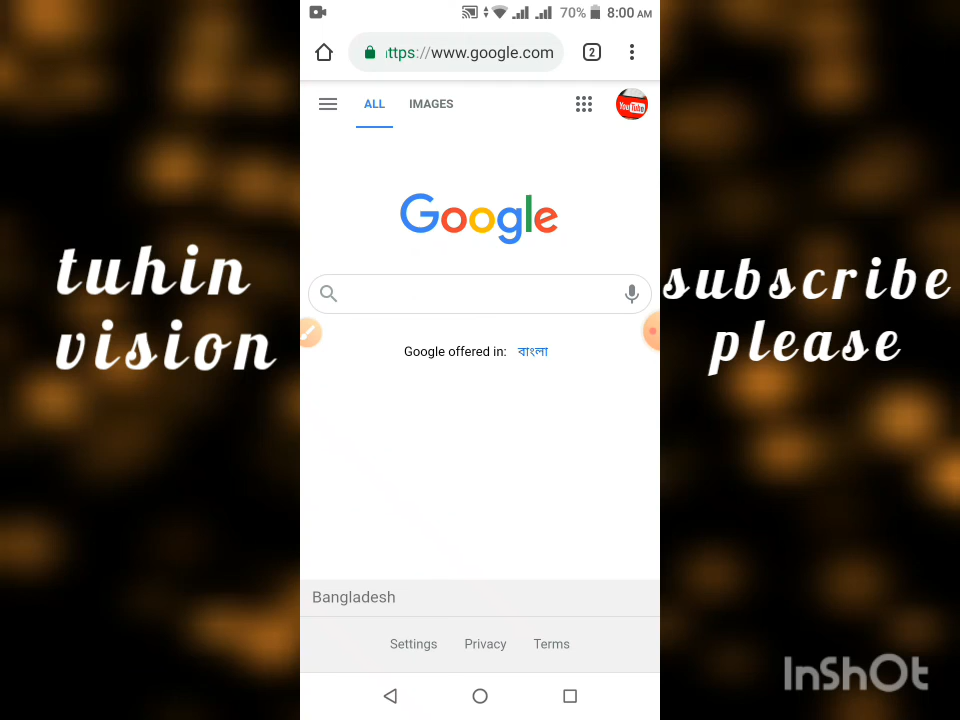 70% 8:00 AM
ttps://www.google.com 2
ALL IMAGES
YouTube
Google
Google offered in: বাংলা
Bangladesh
Settings Privacy Terms
tuhin
vision
subscribe
please
InShOt